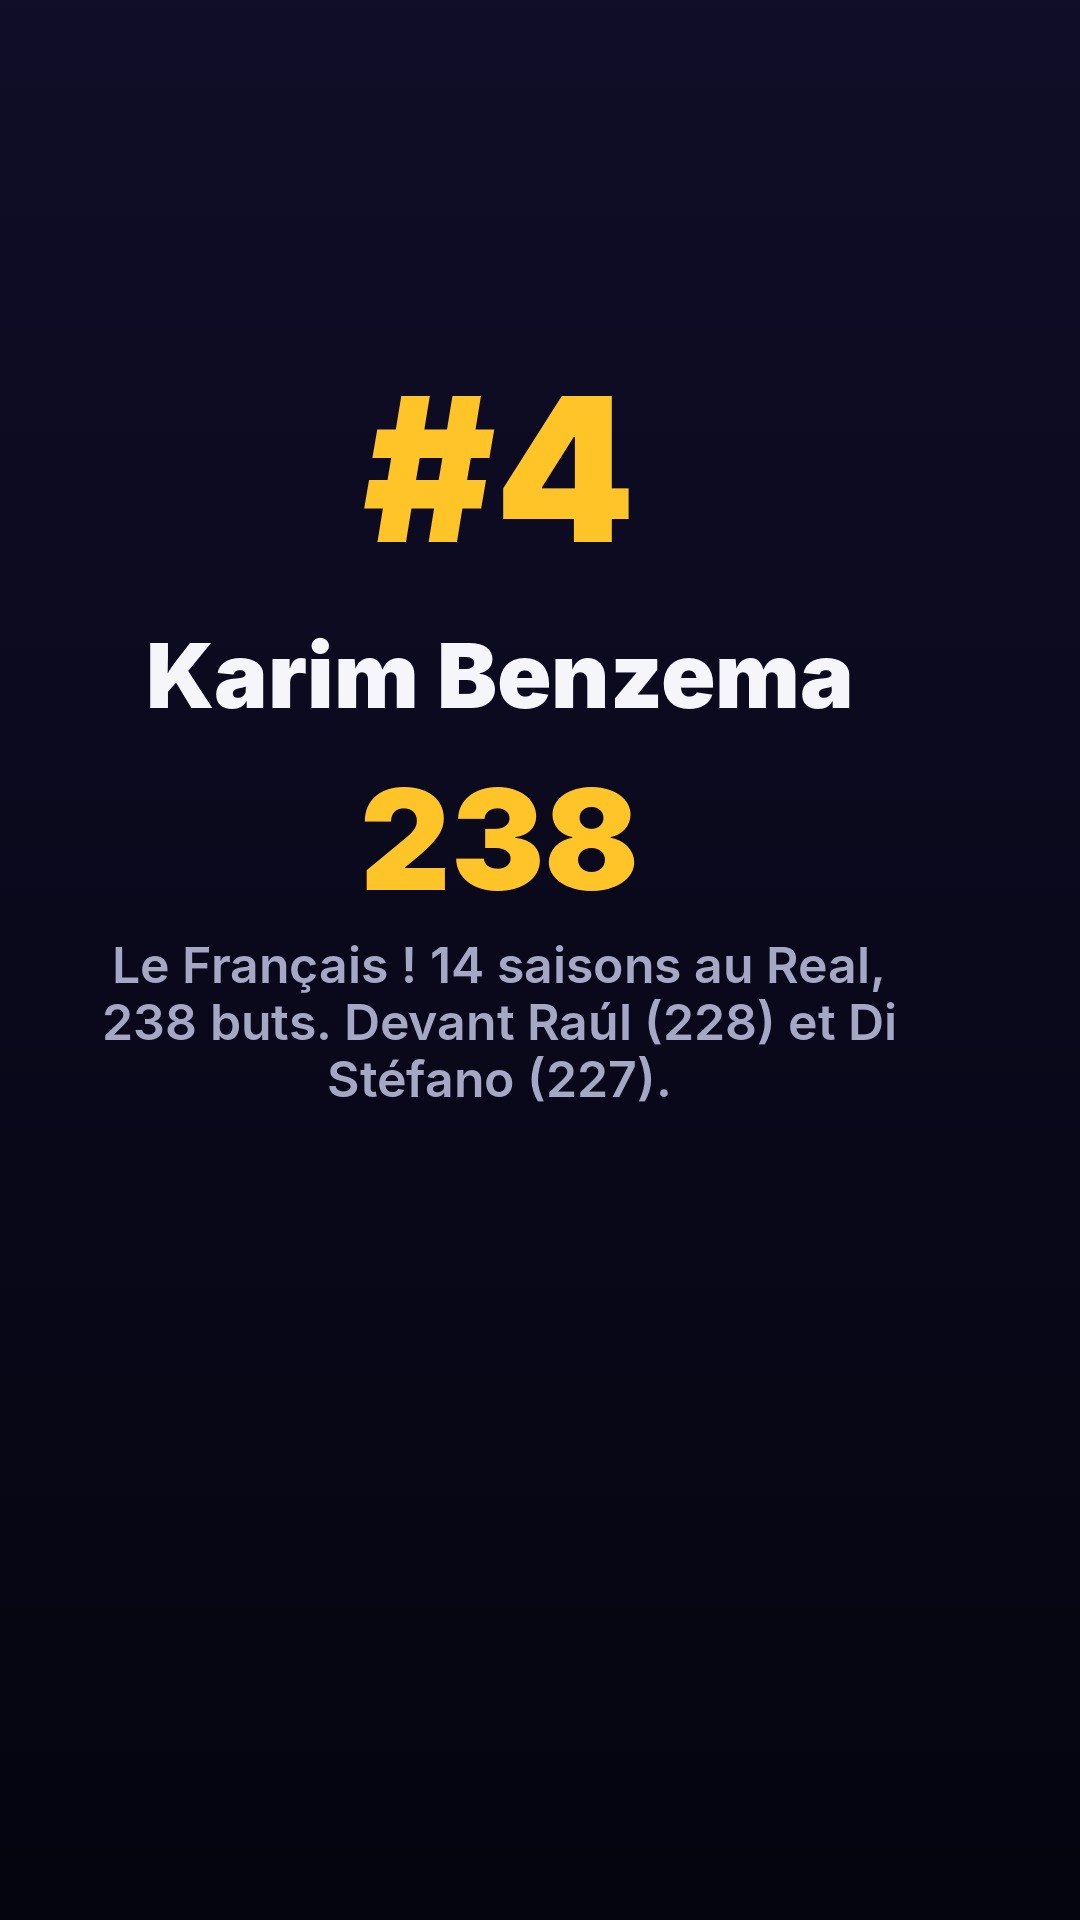 #4
Karim Benzema
238
Le Français ! 14 saisons au Real,
238 buts. Devant Raúl (228) et Di
Stéfano (227).